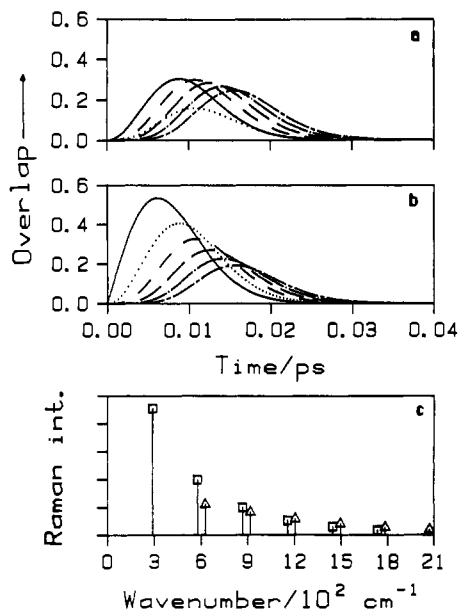 a
0.6
0.4
0.2
0.0
b
0.6
0.4
0.2
0.0
Overlap
0.00 0.01 0.02 0.03 0.04
Time/ps
c
Raman int.
0 3 6 9 12 15 18 21
Wavenumber/10² cm⁻¹